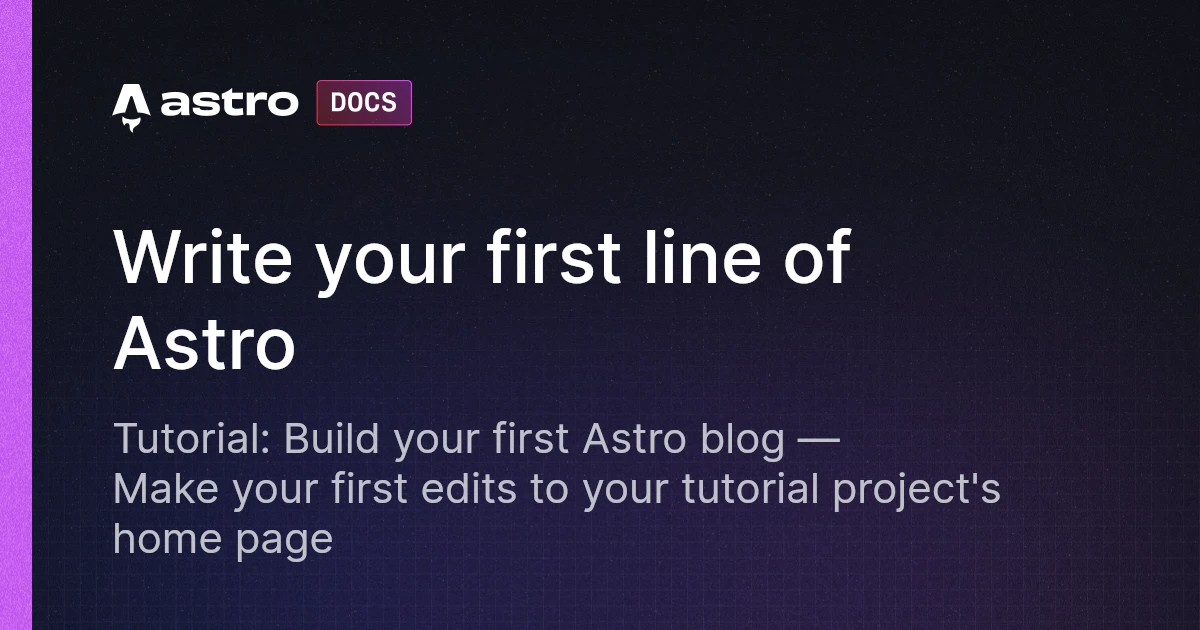 astro DOCS
Write your first line of
Astro
Tutorial: Build your first Astro blog —
Make your first edits to your tutorial project's
home page